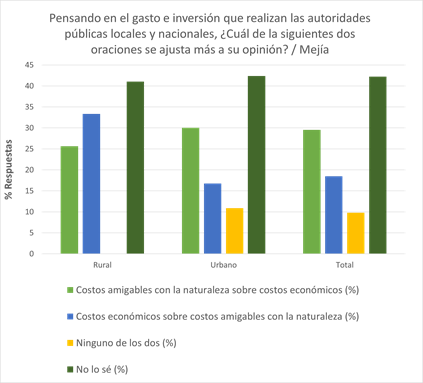 Pensando en el gasto e inversión que realizan las autoridades
públicas locales y nacionales, ¿Cuál de la siguientes dos
oraciones se ajusta más a su opinión? / Mejía
% Respuestas
45
40
35
30
25
20
15
10
5
0
Rural Urbano Total
Costos amigables con la naturaleza sobre costos económicos (%)
Costos económicos sobre costos amigables con la naturaleza (%)
Ninguno de los dos (%)
No lo sé (%)